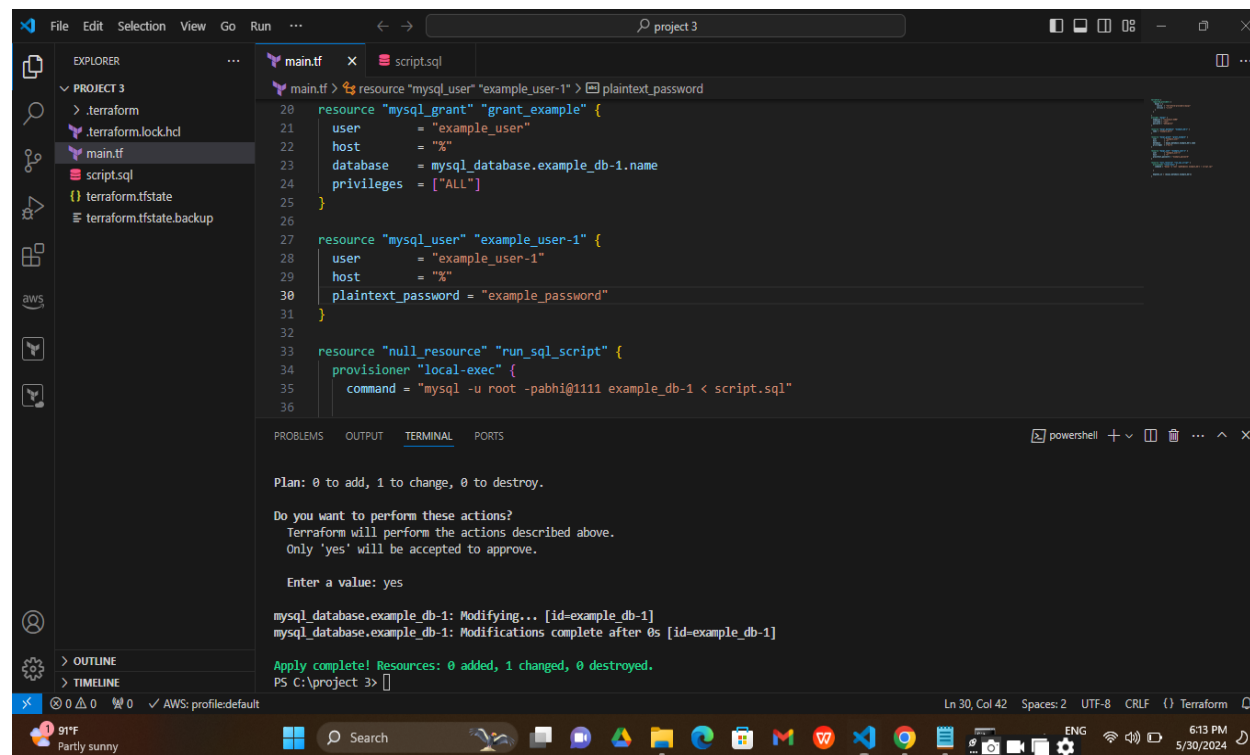 File Edit Selection View Go Run ...
project 3
EXPLORER
PROJECT 3
.terraform
.terraform.lock.hcl
main.tf
script.sql
{} terraform.tfstate
terraform.tfstate.backup
OUTLINE
TIMELINE
aws
main.tf
script.sql
main.tf > resource "mysql_user" "example_user-1" > plaintext_password
20 resource "mysql_grant" "grant_example" {
21 user = "example_user"
22 host = "%"
23 database = mysql_database.example_db-1.name
24 privileges = ["ALL"]
25 }
26
27 resource "mysql_user" "example_user-1" {
28 user = "example_user-1"
29 host = "%"
30 plaintext_password = "example_password"
31 }
32
33 resource "null_resource" "run_sql_script" {
34 provisioner "local-exec" {
35 command = "mysql -u root -pabhi@1111 example_db-1 < script.sql"
36
PROBLEMS OUTPUT TERMINAL PORTS
powershell
Plan: 0 to add, 1 to change, 0 to destroy.
Do you want to perform these actions?
Terraform will perform the actions described above.
Only 'yes' will be accepted to approve.
Enter a value: yes
mysql_database.example_db-1: Modifying... [id=example_db-1]
mysql_database.example_db-1: Modifications complete after 0s [id=example_db-1]
Apply complete! Resources: 0 added, 1 changed, 0 destroyed.
PS C:\project 3>
0 0 0 AWS: profile:default
Ln 30, Col 42 Spaces: 2 UTF-8 CRLF {} Terraform
1
91°F
Partly sunny
Search
ENG
6:13 PM
5/30/2024